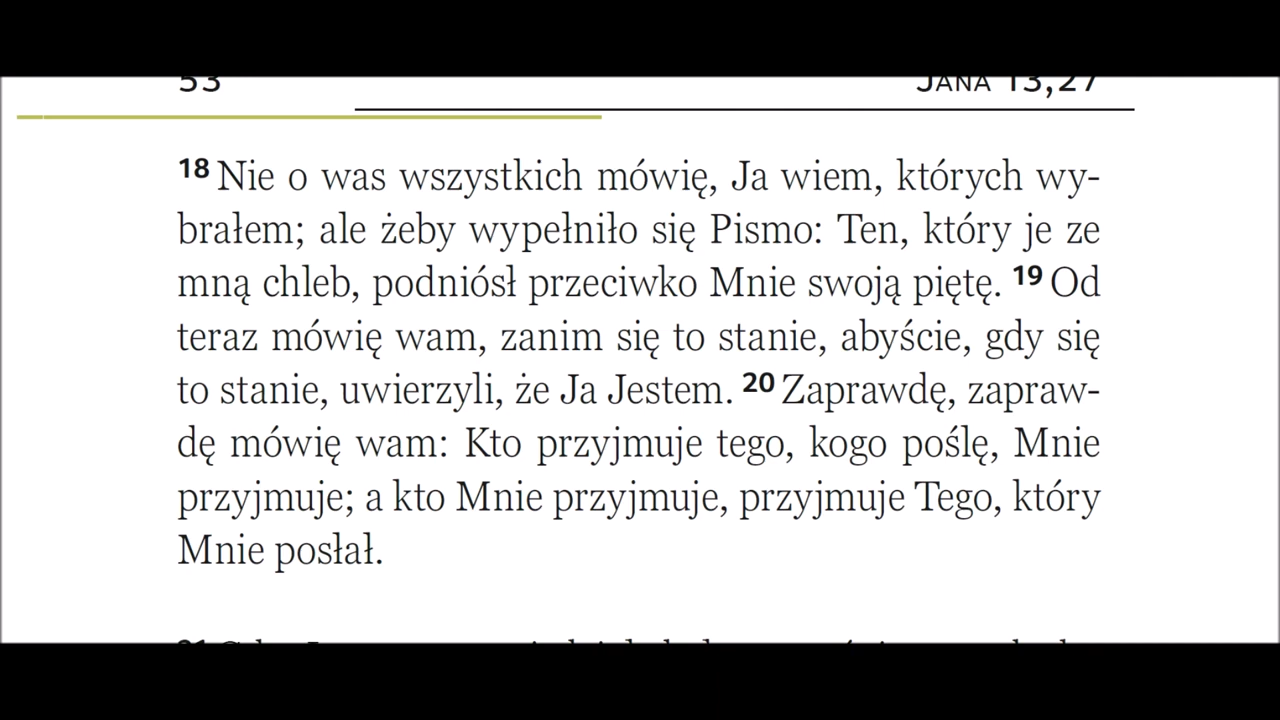 53 JANA 13,27
18 Nie o was wszystkich mówię, Ja wiem, których wy-
brałem; ale żeby wypełniło się Pismo: Ten, który je ze
mną chleb, podniósł przeciwko Mnie swoją piętę. 19 Od
teraz mówię wam, zanim się to stanie, abyście, gdy się
to stanie, uwierzyli, że Ja Jestem. 20 Zaprawdę, zapraw-
dę mówię wam: Kto przyjmuje tego, kogo poślę, Mnie
przyjmuje; a kto Mnie przyjmuje, przyjmuje Tego, który
Mnie posłał.